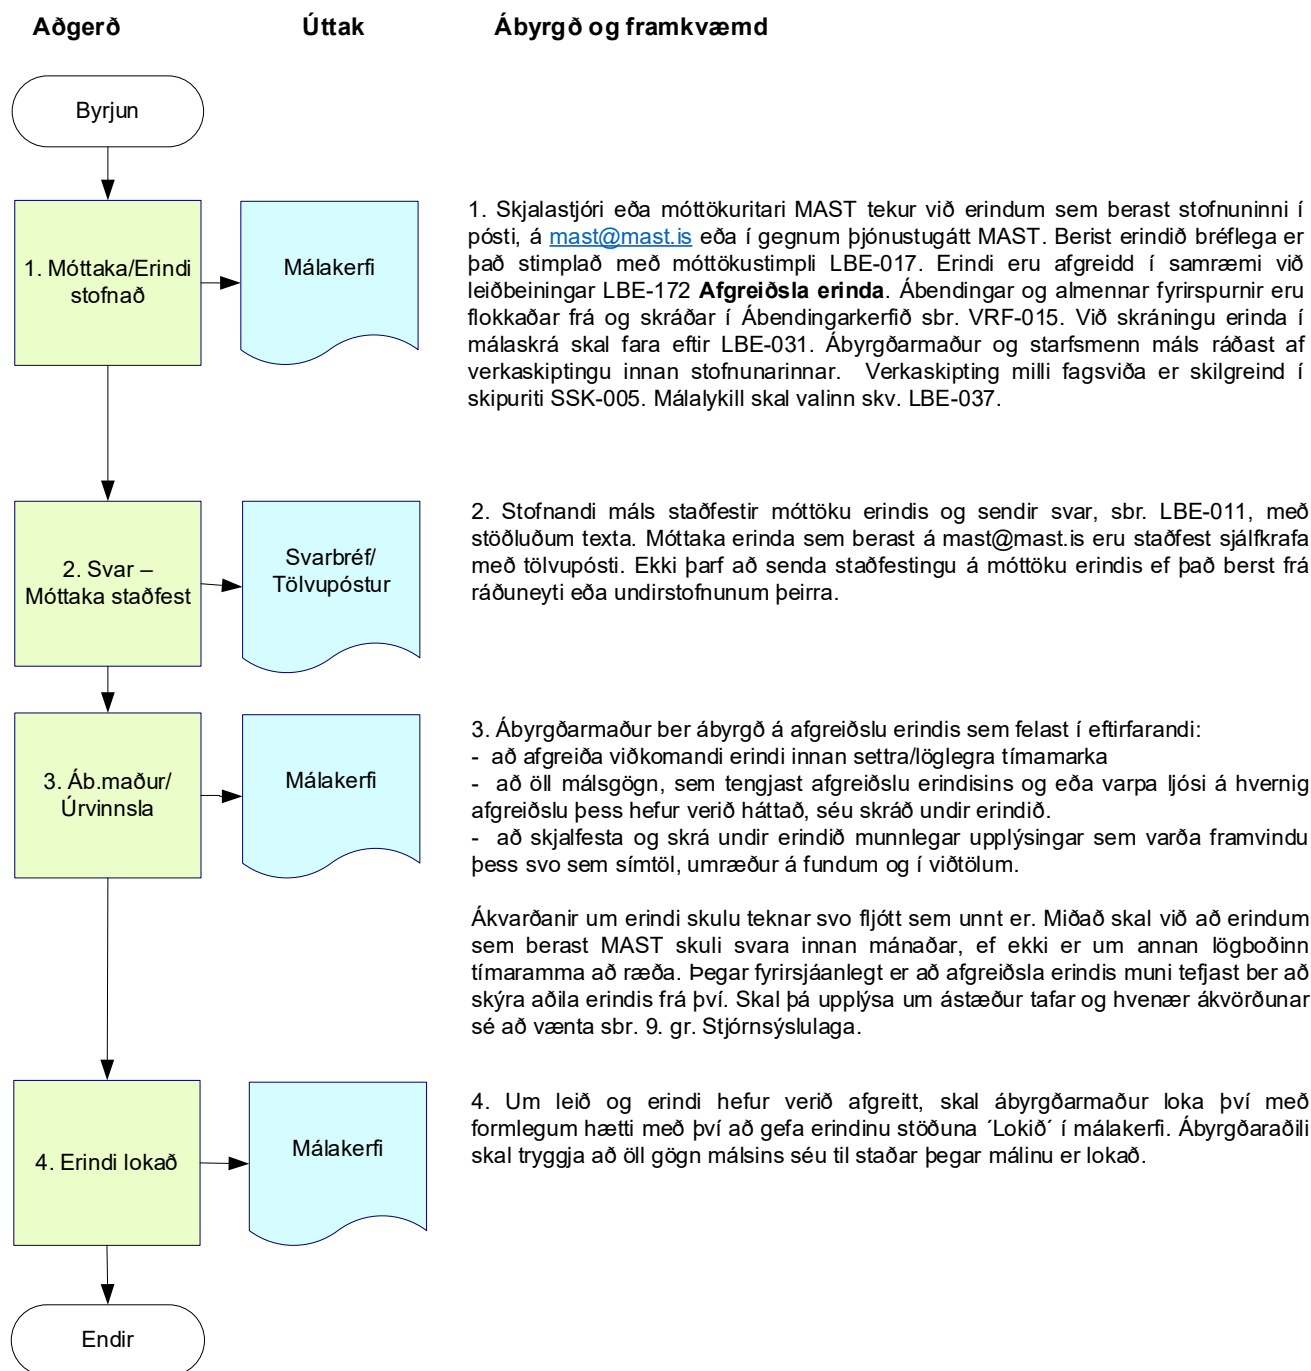 Aðgerð
Úttak
Ábyrgð og framkvæmd
Byrjun
1. Móttaka/Erindi
stofnað
Málakerfi
1. Skjalastjóri eða móttökuritari MAST tekur við erindum sem berast stofnuninni í
pósti, á mast@mast.is eða í gegnum þjónustugátt MAST. Berist erindið bréflega er
það stimplað með móttökustimpli LBE-017. Erindi eru afgreidd í samræmi við
leiðbeiningar LBE-172 Afgreiðsla erinda. Ábendingar og almennar fyrirspurnir eru
flokkaðar frá og skráðar í Ábendingarkerfið sbr. VRF-015. Við skráningu erinda í
málaskrá skal fara eftir LBE-031. Ábyrgðarmaður og starfsmenn máls ráðast af
verkaskiptingu innan stofnunarinnar. Verkaskipting milli fagsviða er skilgreind í
skipuriti SSK-005. Málalykill skal valinn skv. LBE-037.
2. Svar –
Móttaka staðfest
Svarbréf/
Tölvupóstur
2. Stofnandi máls staðfestir móttöku erindis og sendir svar, sbr. LBE-011, með
stöðluðum texta. Móttaka erinda sem berast á mast@mast.is eru staðfest sjálfkrafa
með tölvupósti. Ekki þarf að senda staðfestingu á móttöku erindis ef það berst frá
ráðuneyti eða undirstofnunum þeirra.
3. Áb.maður/
Úrvinnsla
Málakerfi
3. Ábyrgðarmaður ber ábyrgð á afgreiðslu erindis sem felast í eftirfarandi:
- að afgreiða viðkomandi erindi innan settra/löglegra tímamarka
- að öll málsgögn, sem tengjast afgreiðslu erindisins og eða varpa ljósi á hvernig
afgreiðslu þess hefur verið háttað, séu skráð undir erindið.
- að skjalfesta og skrá undir erindið munnlegar upplýsingar sem varða framvindu
þess svo sem símtöl, umræður á fundum og í viðtölum.
Ákvarðanir um erindi skulu teknar svo fljótt sem unnt er. Miðað skal við að erindum
sem berast MAST skuli svara innan mánaðar, ef ekki er um annan lögboðinn
tímaramma að ræða. Þegar fyrirsjáanlegt er að afgreiðsla erindis muni tefjast ber að
skýra aðila erindis frá því. Skal þá upplýsa um ástæður tafar og hvenær ákvörðunar
sé að vænta sbr. 9. gr. Stjórnsýslulaga.
4. Erindi lokað
Málakerfi
4. Um leið og erindi hefur verið afgreitt, skal ábyrgðarmaður loka því með
formlegum hætti með því að gefa erindinu stöðuna ´Lokið´ í málakerfi. Ábyrgðaraðili
skal tryggja að öll gögn málsins séu til staðar þegar málinu er lokað.
Endir